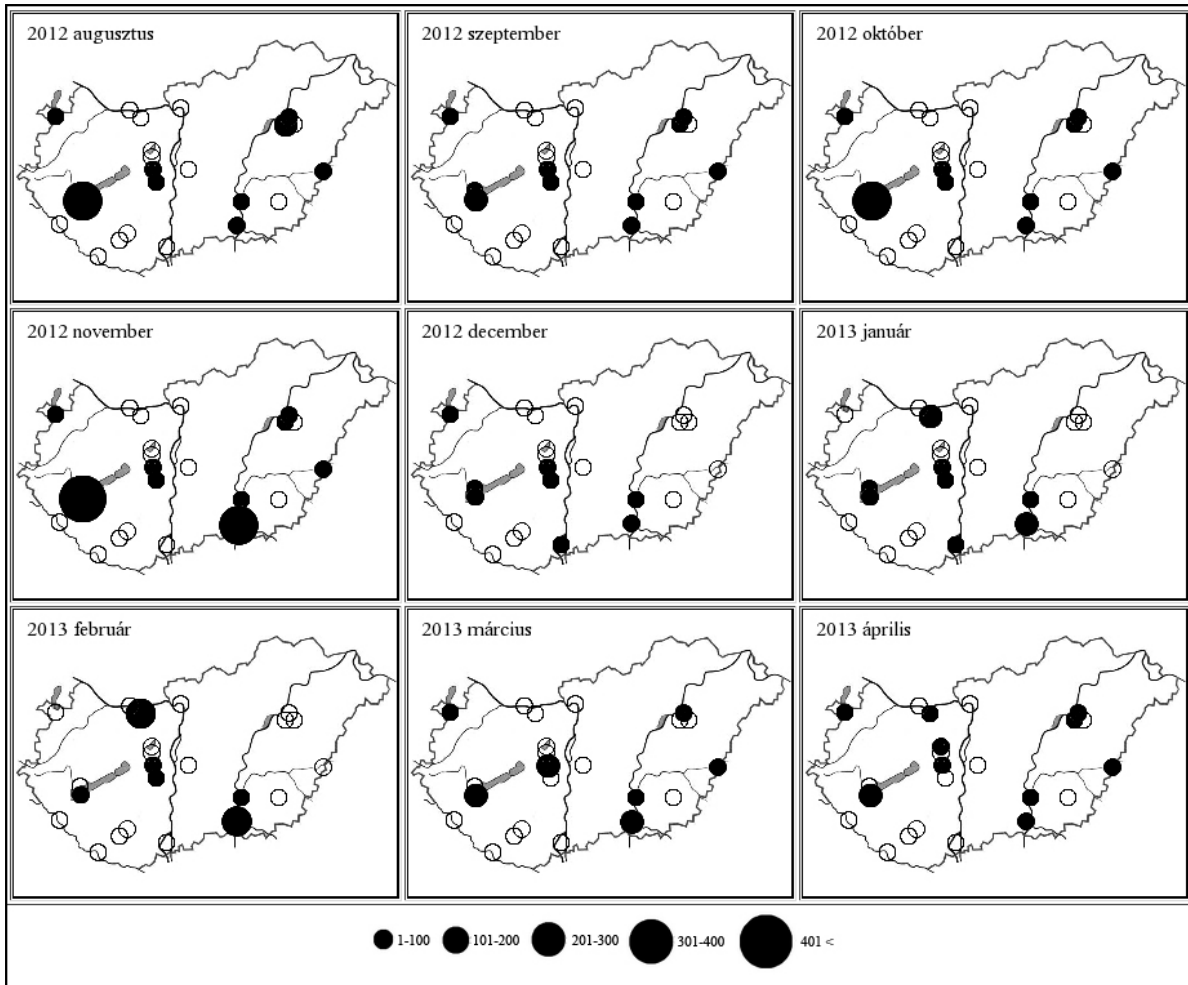 2012 augusztus
2012 szeptember
2012 október
2012 november
2012 december
2013 január
2013 február
2013 március
2013 április
1-100
101-200
201-300
301-400
401 <